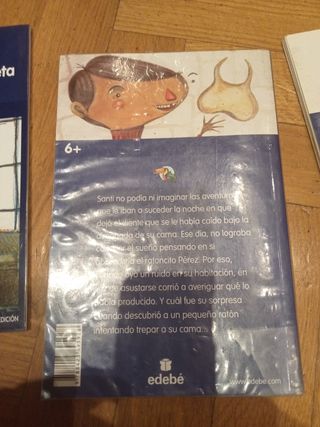 eta
6+
Santi no podía ni imaginar las aventuras
que le iban a suceder la noche en que
dejó el diente que se le había caído bajo la
de su cama. Ese día, no lograba
el sueño pensando en si
el ratoncito Pérez. Por eso,
oyó un ruido en su habitación, en
de asustarse corrió a averiguar qué lo
había producido. Y cuál fue su sorpresa
cuando descubrió a un pequeño ratón
intentando trepar a su cama...
edebé
www.edebe.com
EDICIÓN